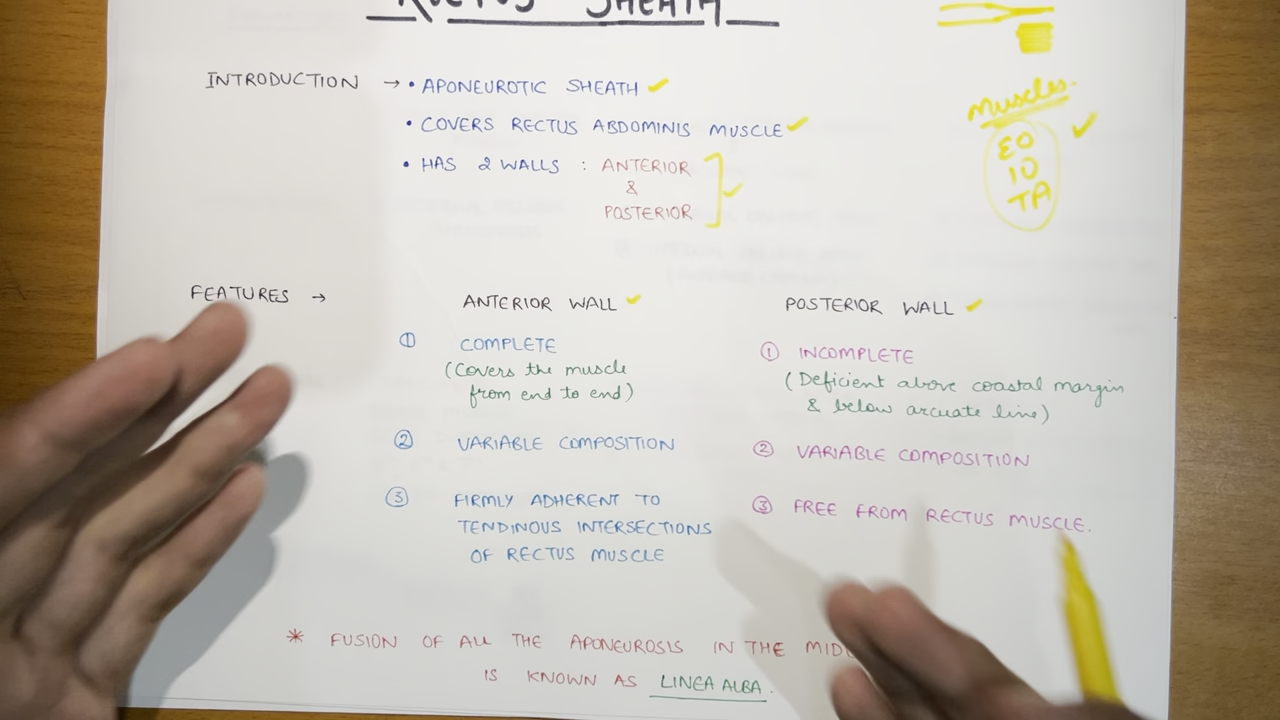 RECTUS SHEATH
INTRODUCTION → • APONEUROTIC SHEATH
• COVERS RECTUS ABDOMINIS MUSCLE
• HAS 2 WALLS : ANTERIOR
&
POSTERIOR
Muscles
EO
IO
TA
FEATURES →
ANTERIOR WALL
① COMPLETE
(Covers the muscle
from end to end)
② VARIABLE COMPOSITION
③ FIRMLY ADHERENT TO
TENDINOUS INTERSECTIONS
OF RECTUS MUSCLE
POSTERIOR WALL
① INCOMPLETE
(Deficient above coastal margin
& below arcuate line)
② VARIABLE COMPOSITION
③ FREE FROM RECTUS MUSCLE.
* FUSION OF ALL THE APONEUROSIS IN THE
IS KNOWN AS LINEA ALBA.